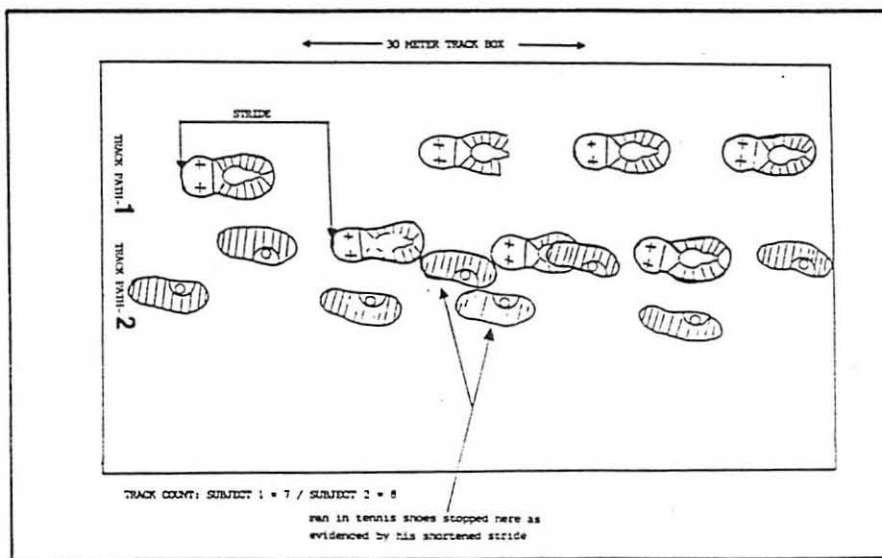 30 METER TRACK BOX
STRIDE
TRACK PATH-1
TRACK PATH-2
TRACK COUNT: SUBJECT 1 = 7 / SUBJECT 2 = 8
man in tennis shoes stopped here as
evidenced by his shortened stride